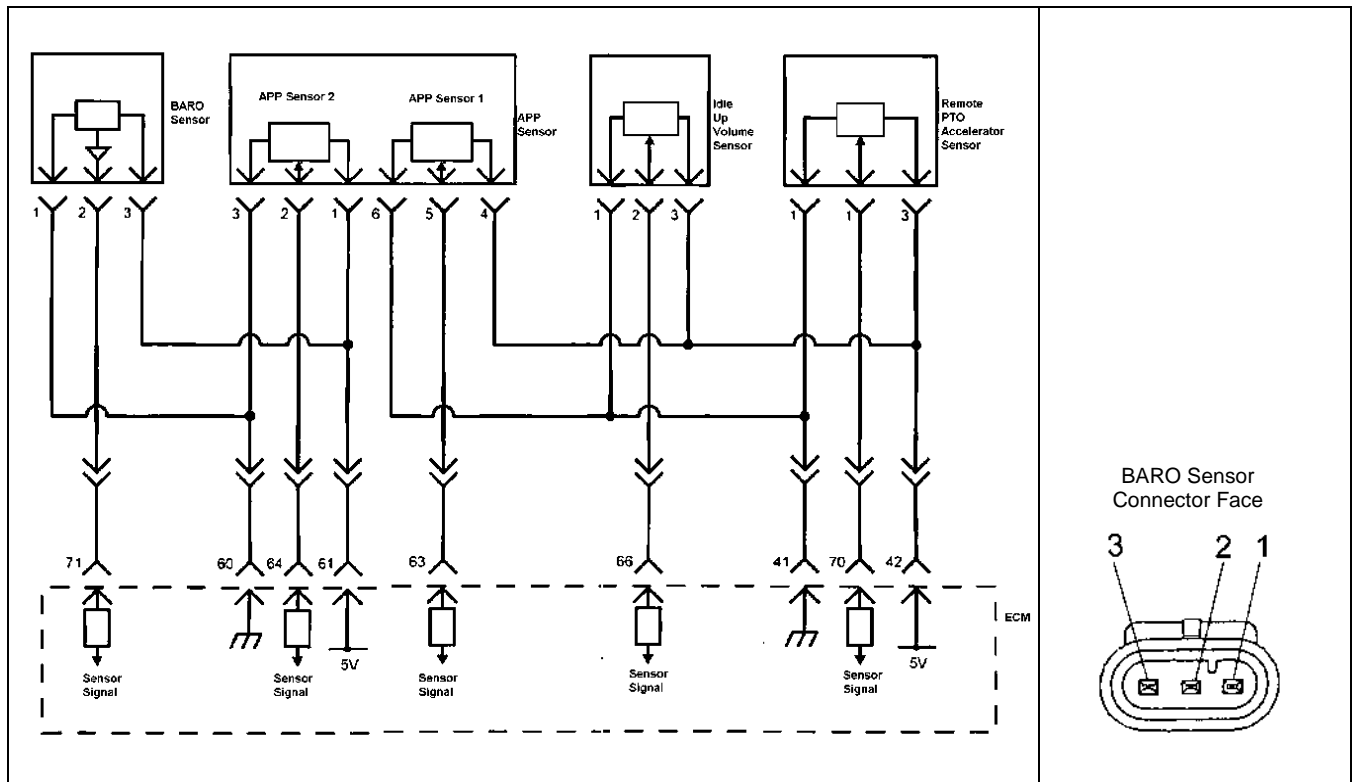 BARO
Sensor
APP Sensor 2
APP Sensor 1
APP
Sensor
Idle
Up
Volume
Sensor
Remote
PTO
Accelerator
Sensor
1 2 3 3 2 1 6 5 4 1 2 3 1 1 3
71 60 64 61 63 66 41 70 42
ECM
5V
5V
Sensor
Signal
Sensor
Signal
Sensor
Signal
Sensor
Signal
Sensor
Signal
BARO Sensor
Connector Face
3 2 1